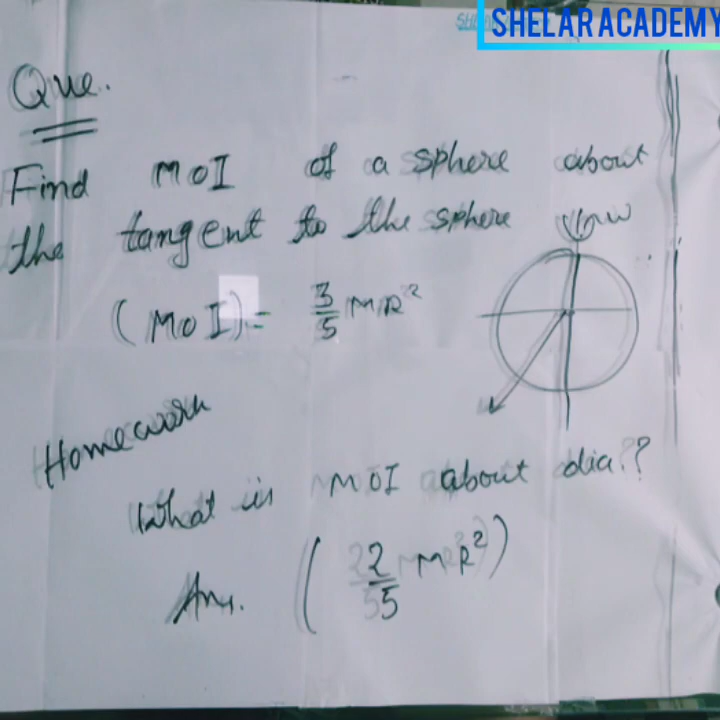 SHELAR ACADEMY
Que.
Find MOI of a sphere about
the tangent to the sphere
(MOI) = 3/5 MR²
Homework
What is MOI about dia.??
Ans. (2/5 MR²)